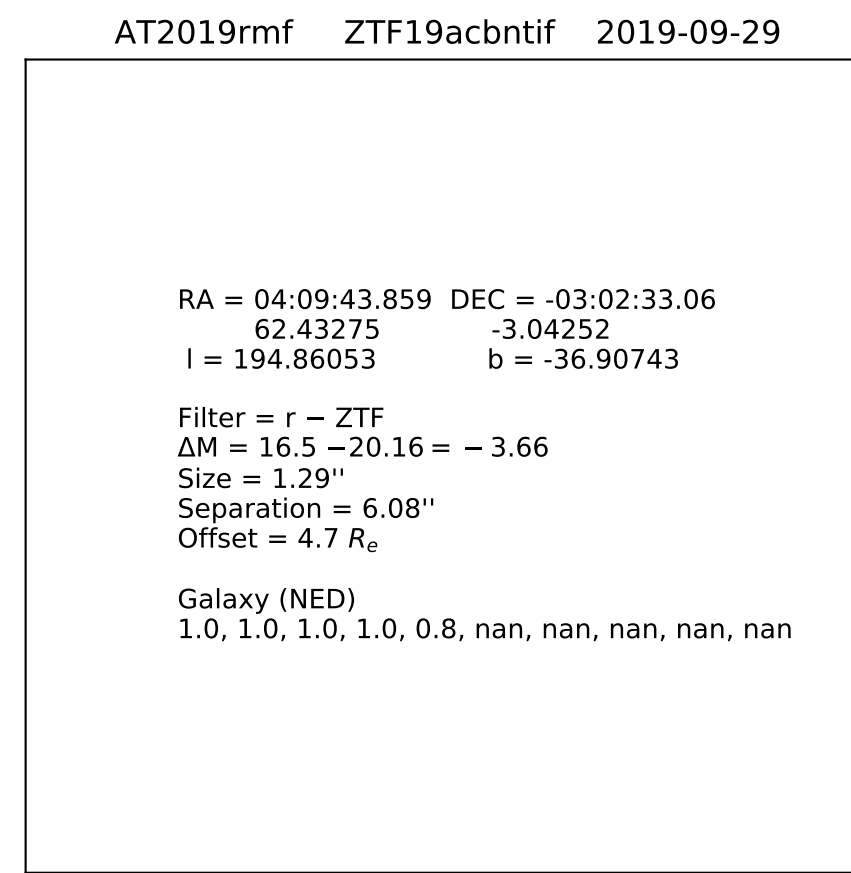 AT2019rmf ZTF19acbntif 2019-09-29
RA = 04:09:43.859 DEC = -03:02:33.06
62.43275 -3.04252
l = 194.86053 b = -36.90743
Filter = r − ZTF
ΔM = 16.5 −20.16 = − 3.66
Size = 1.29''
Separation = 6.08''
Offset = 4.7 Re
Galaxy (NED)
1.0, 1.0, 1.0, 1.0, 0.8, nan, nan, nan, nan, nan